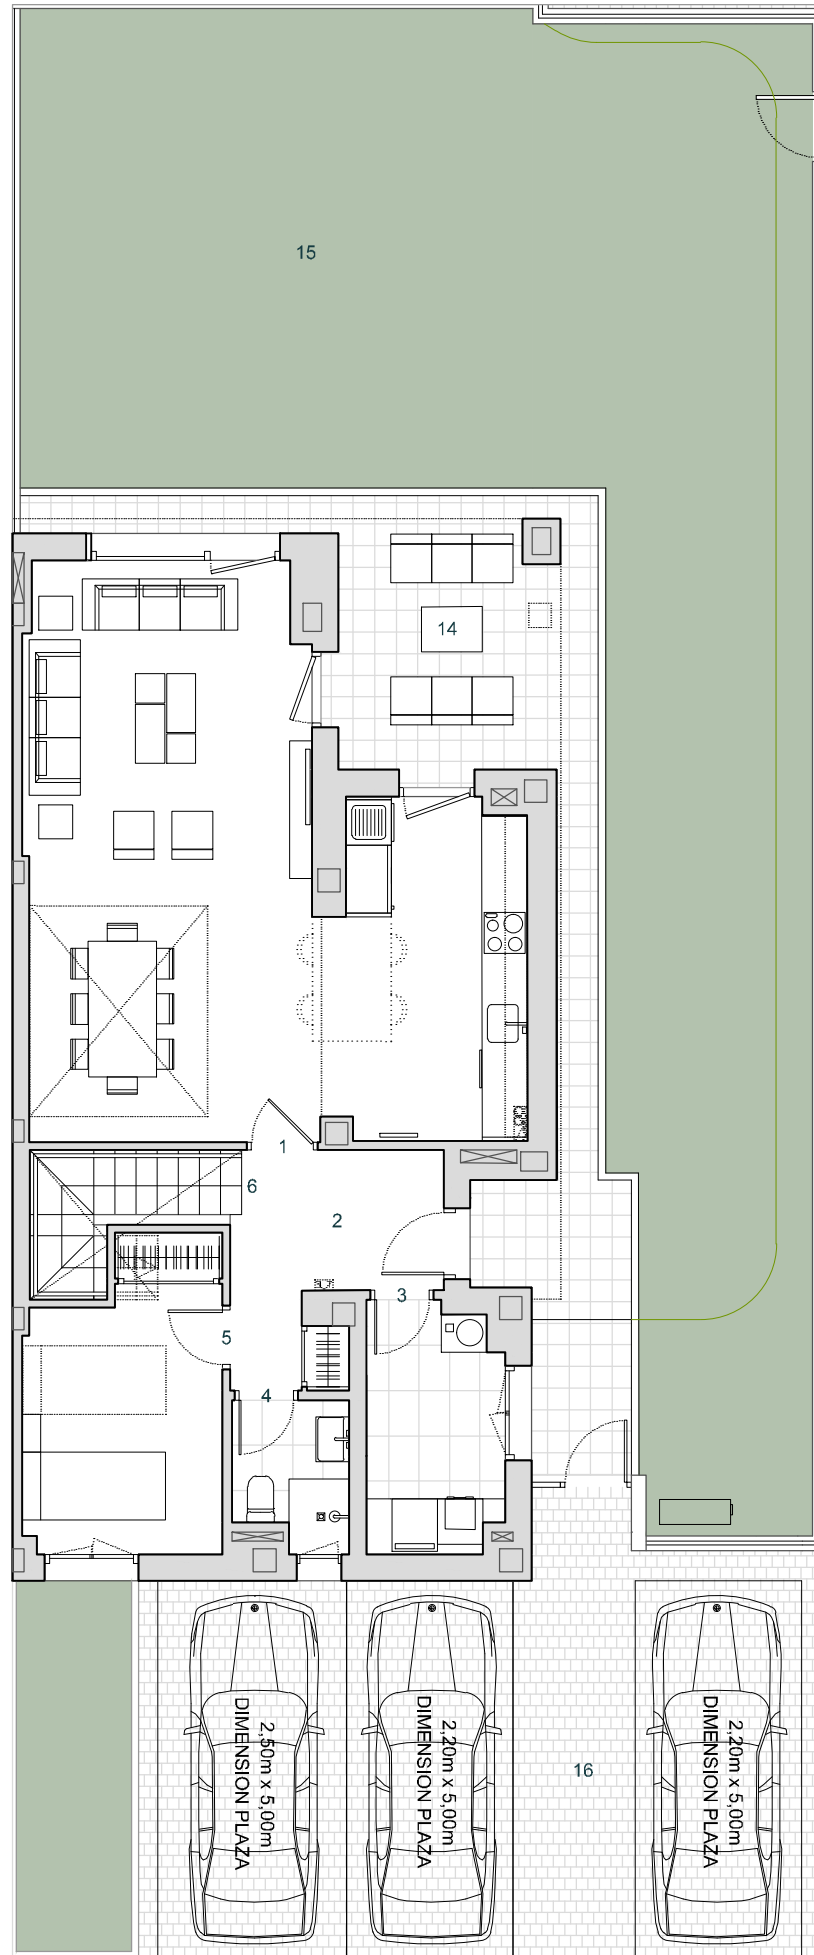 15
14
1
6
2
3
5
4
2,50m x 5,00m
DIMENSION PLAZA
2,20m x 5,00m
DIMENSION PLAZA
16
2,20m x 5,00m
DIMENSION PLAZA